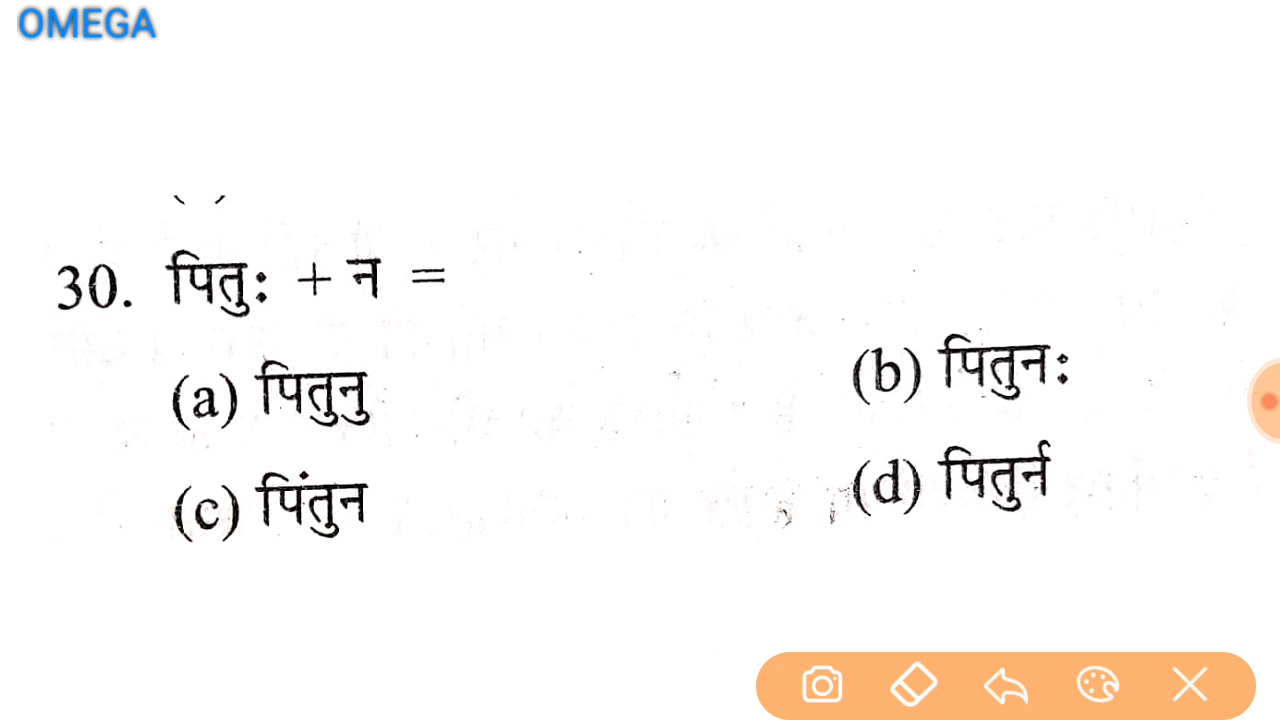 OMEGA
30. पितुः + न =
(a) पितुनु
(b) पितुनः
(c) पिंतुन
(d) पितुर्न